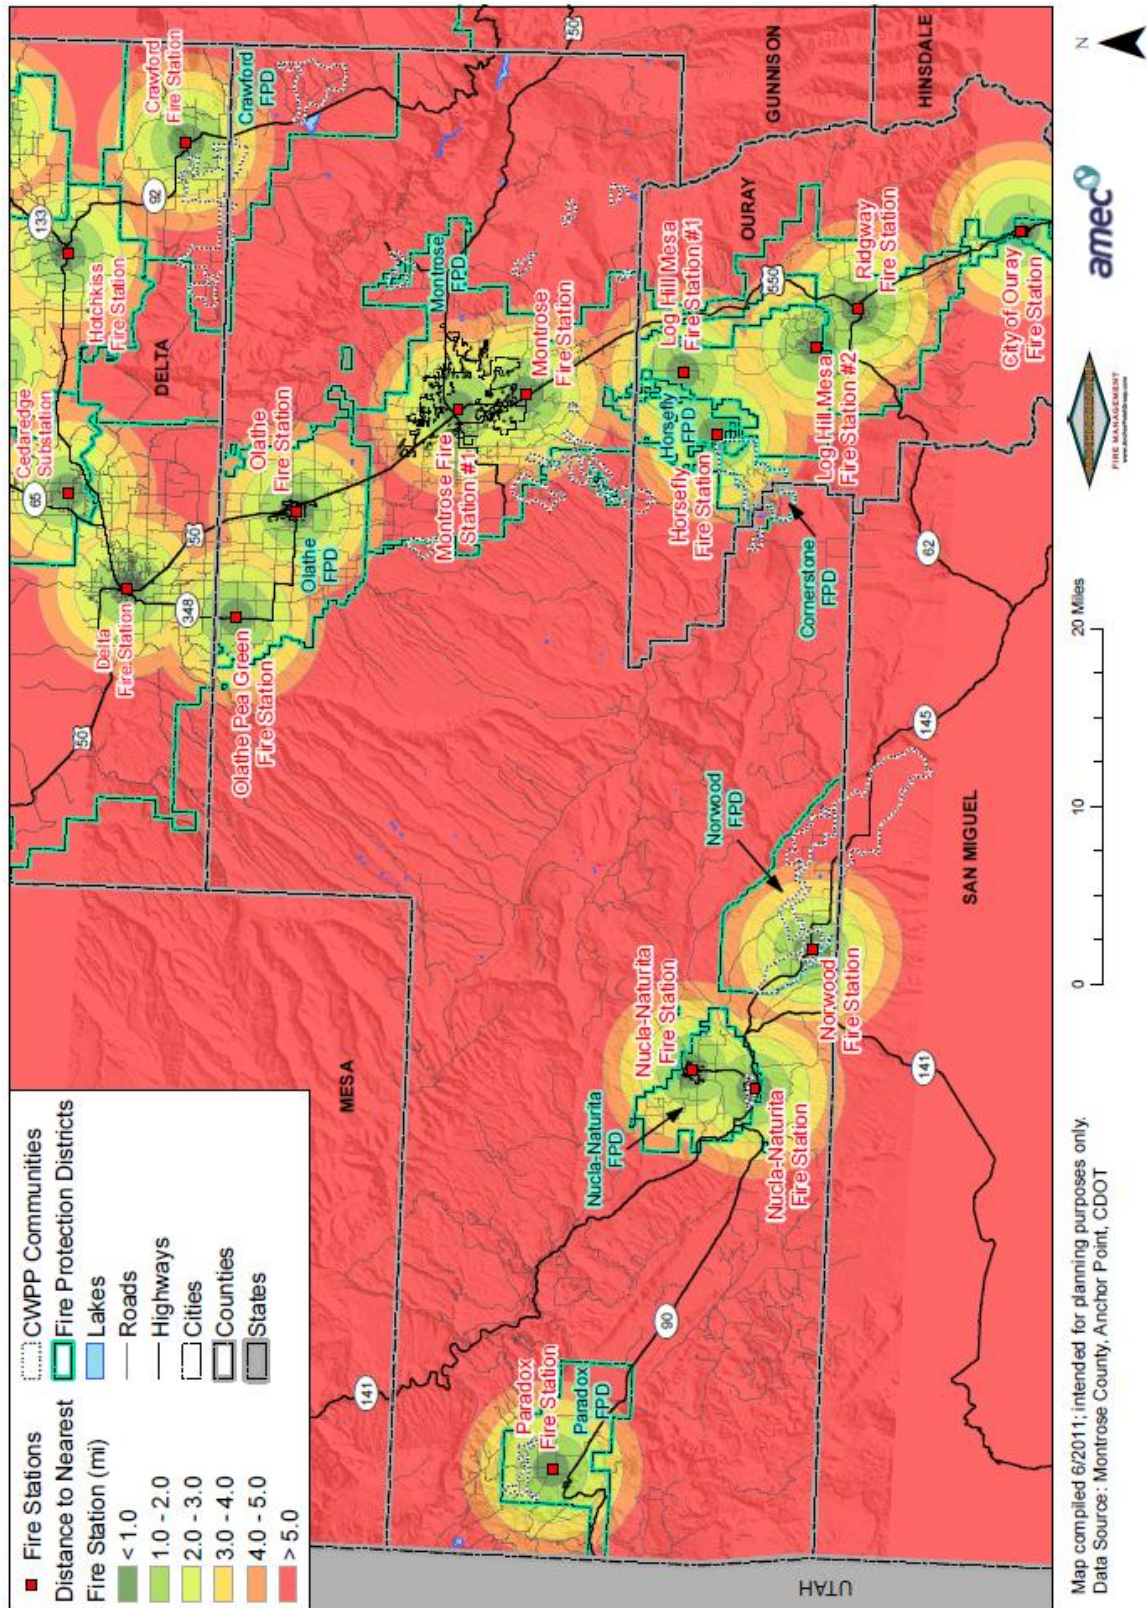 Fire Stations
Distance to Nearest
Fire Station (mi)
< 1.0
1.0 - 2.0
2.0 - 3.0
3.0 - 4.0
4.0 - 5.0
> 5.0
CWPP Communities
Fire Protection Districts
Lakes
Roads
Highways
Cities
Counties
States
MESA
DELTA
GUNNISON
HINSDALE
OURAY
SAN MIGUEL
UTAH
Cedaredge
Substation
Hotchkiss
Fire Station
Crawford
Fire Station
Crawford
FPD
Delta
Fire Station
Olathe Pea Green
Fire Station
Olathe
Fire Station
Olathe
FPD
Montrose
FPD
Montrose Fire
Station #1
Montrose
Fire Station
Log Hill Mesa
Fire Station #1
Horsefly
FPD
Horsefly
Fire Station
Log Hill Mesa
Fire Station #2
Ridgway
Fire Station
City of Ouray
Fire Station
Cornerstone
FPD
Norwood
FPD
Norwood
Fire Station
Nucla-Naturita
Fire Station
Nucla-Naturita
FPD
Nucla-Naturita
Fire Station
Paradox
Fire Station
Paradox
FPD
65
133
92
50
50
348
50
550
62
145
141
90
141
0
10
20 Miles
Map compiled 6/2011; intended for planning purposes only.
Data Source: Montrose County, Anchor Point, CDOT
FIRE MANAGEMENT
www.AnchorPointGroup.com
amec
N